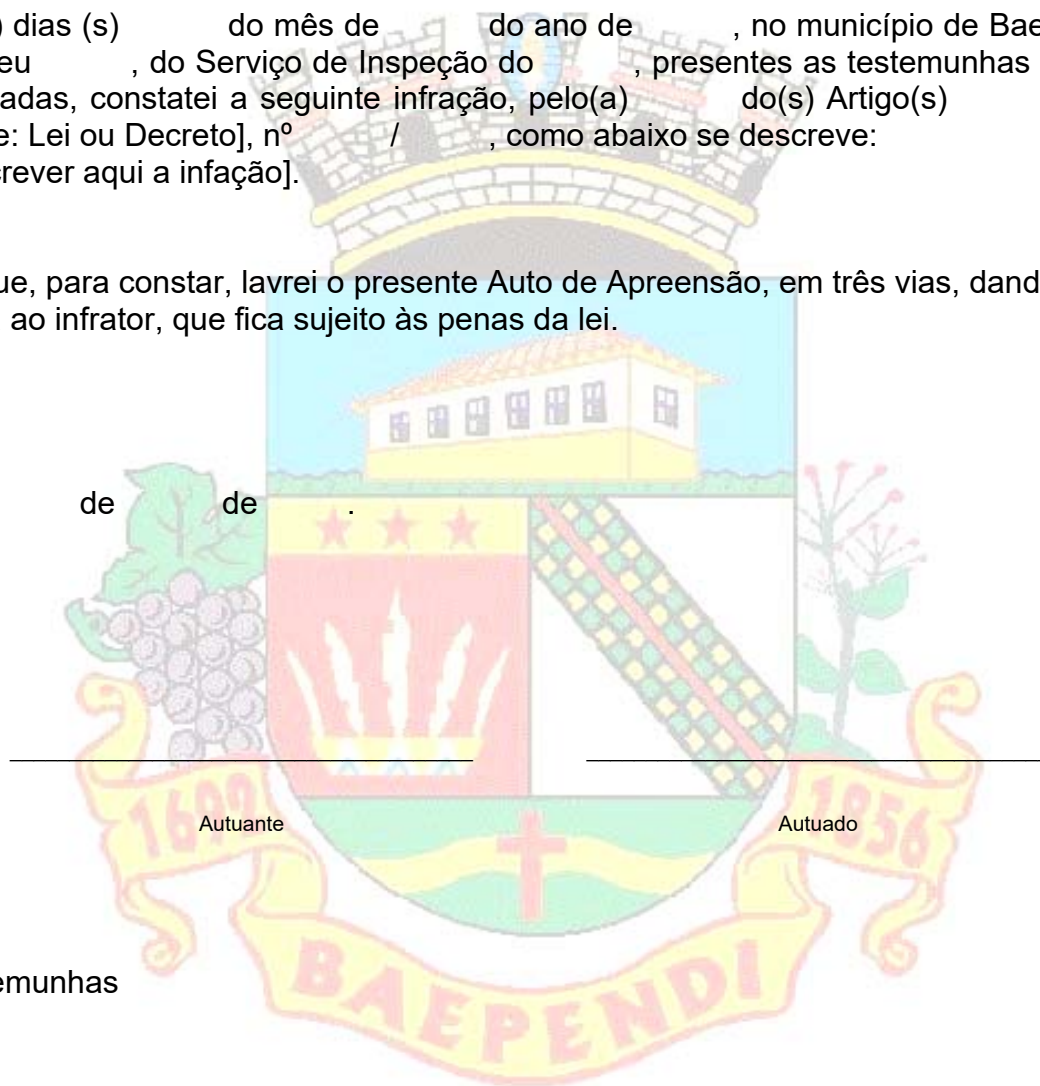 ) dias (s) do mês de do ano de , no município de Bae
eu , do Serviço de Inspeção do , presentes as testemunhas
adas, constatei a seguinte infração, pelo(a) do(s) Artigo(s)
e: Lei ou Decreto], nº / , como abaixo se descreve:
crever aqui a infação].
ue, para constar, lavrei o presente Auto de Apreensão, em três vias, dand
ao infrator, que fica sujeito às penas da lei.
de de .
1692 1856
Autuante Autuado
emunhas
BAEPENDI